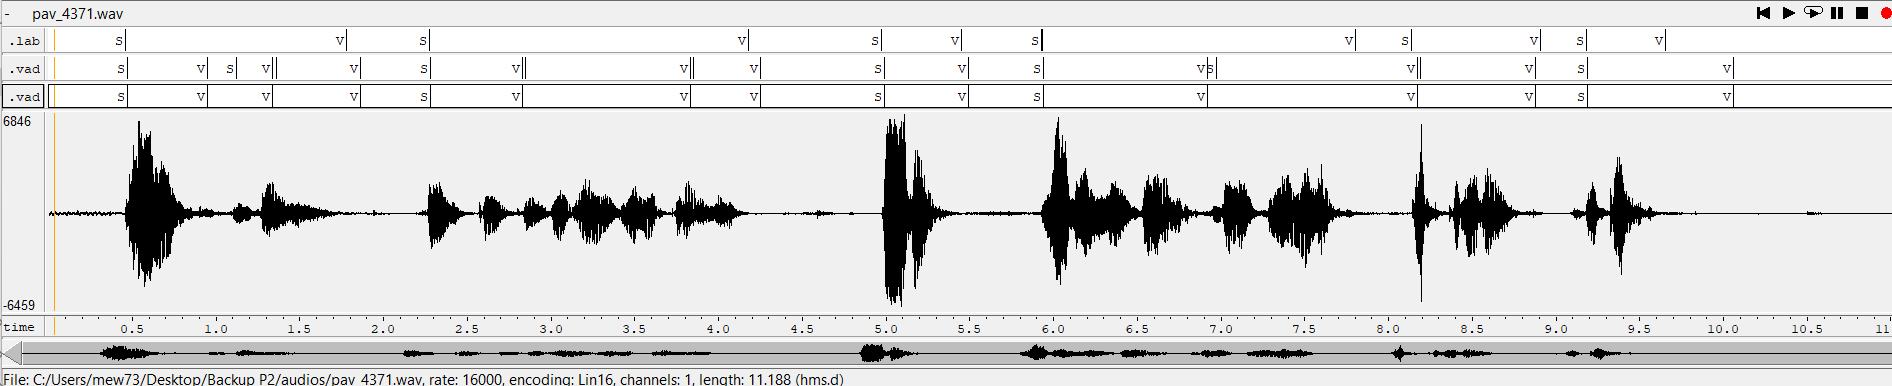 - pav_4371.wav
.lab S V S V S V S V S V S V
.vad S V S V V S V V V S V S V S V V S V
.vad S V V V S V V V S V S V V V S V
6846
-6459
time 0.5 1.0 1.5 2.0 2.5 3.0 3.5 4.0 4.5 5.0 5.5 6.0 6.5 7.0 7.5 8.0 8.5 9.0 9.5 10.0 10.5 11.
File: C:/Users/mew73/Desktop/Backup P2/audios/pav_4371.wav, rate: 16000, encoding: Lin16, channels: 1, length: 11.188 (hms.d)